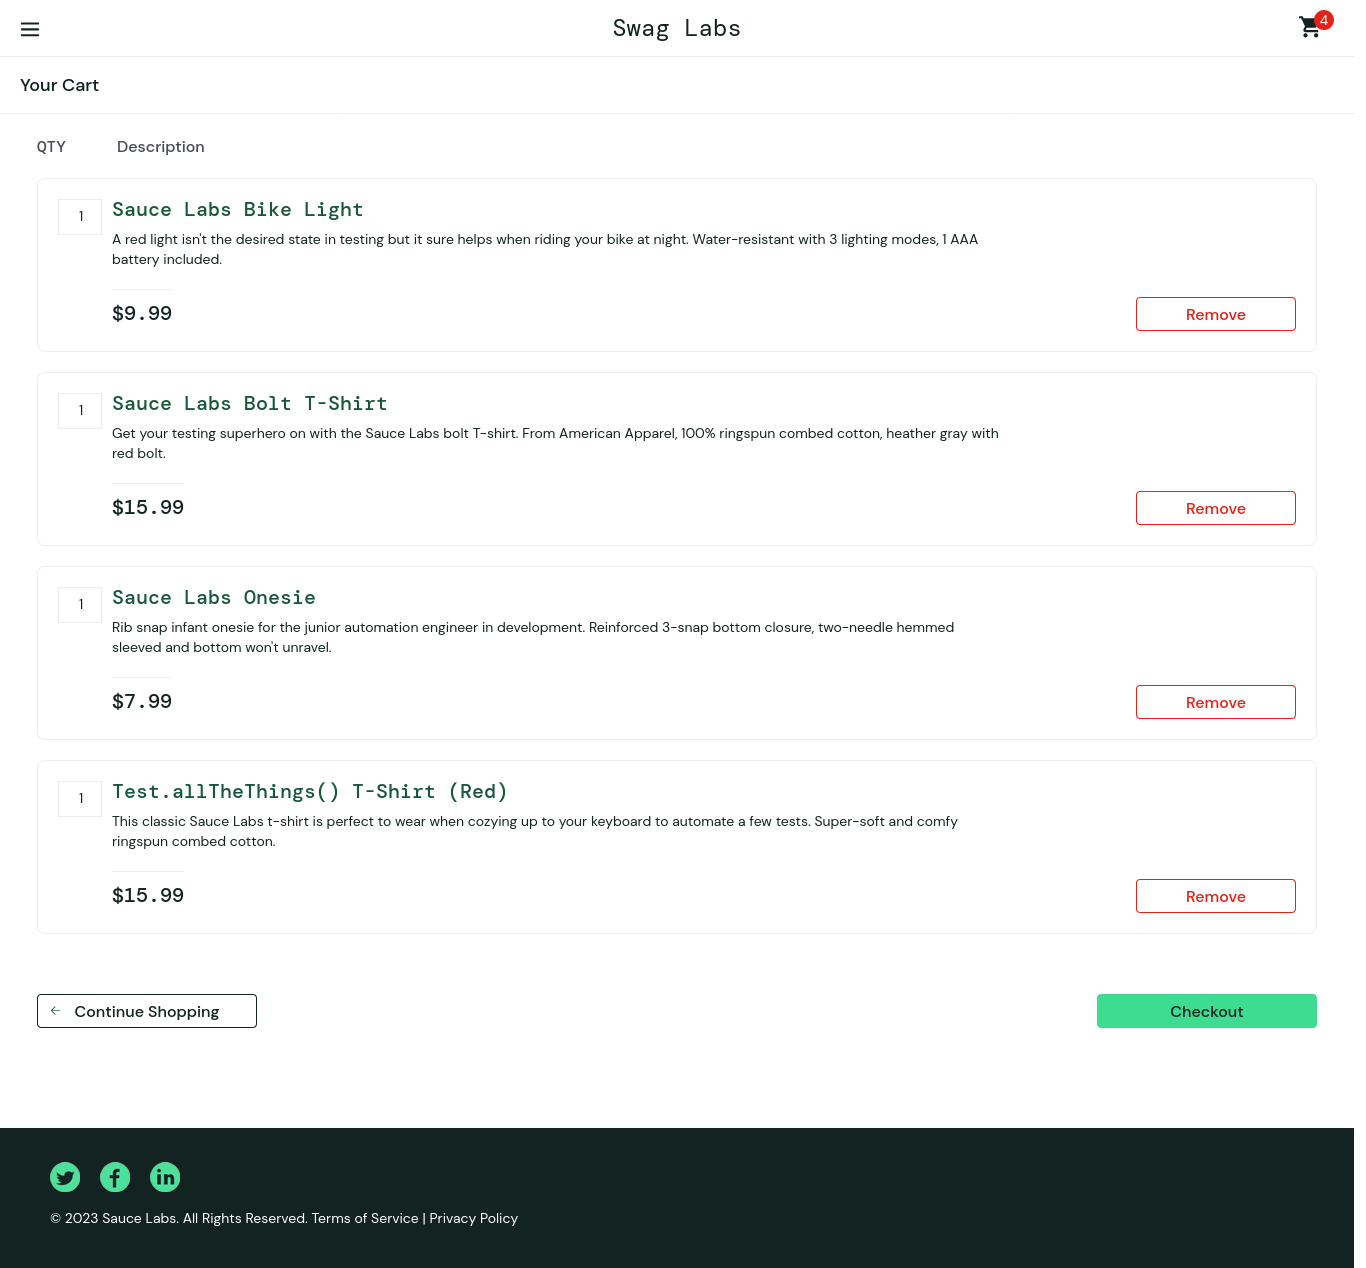 Swag Labs
4
Your Cart
QTY Description
1
Sauce Labs Bike Light
A red light isn't the desired state in testing but it sure helps when riding your bike at night. Water-resistant with 3 lighting modes, 1 AAA
battery included.
$9.99
Remove
1
Sauce Labs Bolt T-Shirt
Get your testing superhero on with the Sauce Labs bolt T-shirt. From American Apparel, 100% ringspun combed cotton, heather gray with
red bolt.
$15.99
Remove
1
Sauce Labs Onesie
Rib snap infant onesie for the junior automation engineer in development. Reinforced 3-snap bottom closure, two-needle hemmed
sleeved and bottom won't unravel.
$7.99
Remove
1
Test.allTheThings() T-Shirt (Red)
This classic Sauce Labs t-shirt is perfect to wear when cozying up to your keyboard to automate a few tests. Super-soft and comfy
ringspun combed cotton.
$15.99
Remove
Continue Shopping
Checkout
© 2023 Sauce Labs. All Rights Reserved. Terms of Service | Privacy Policy